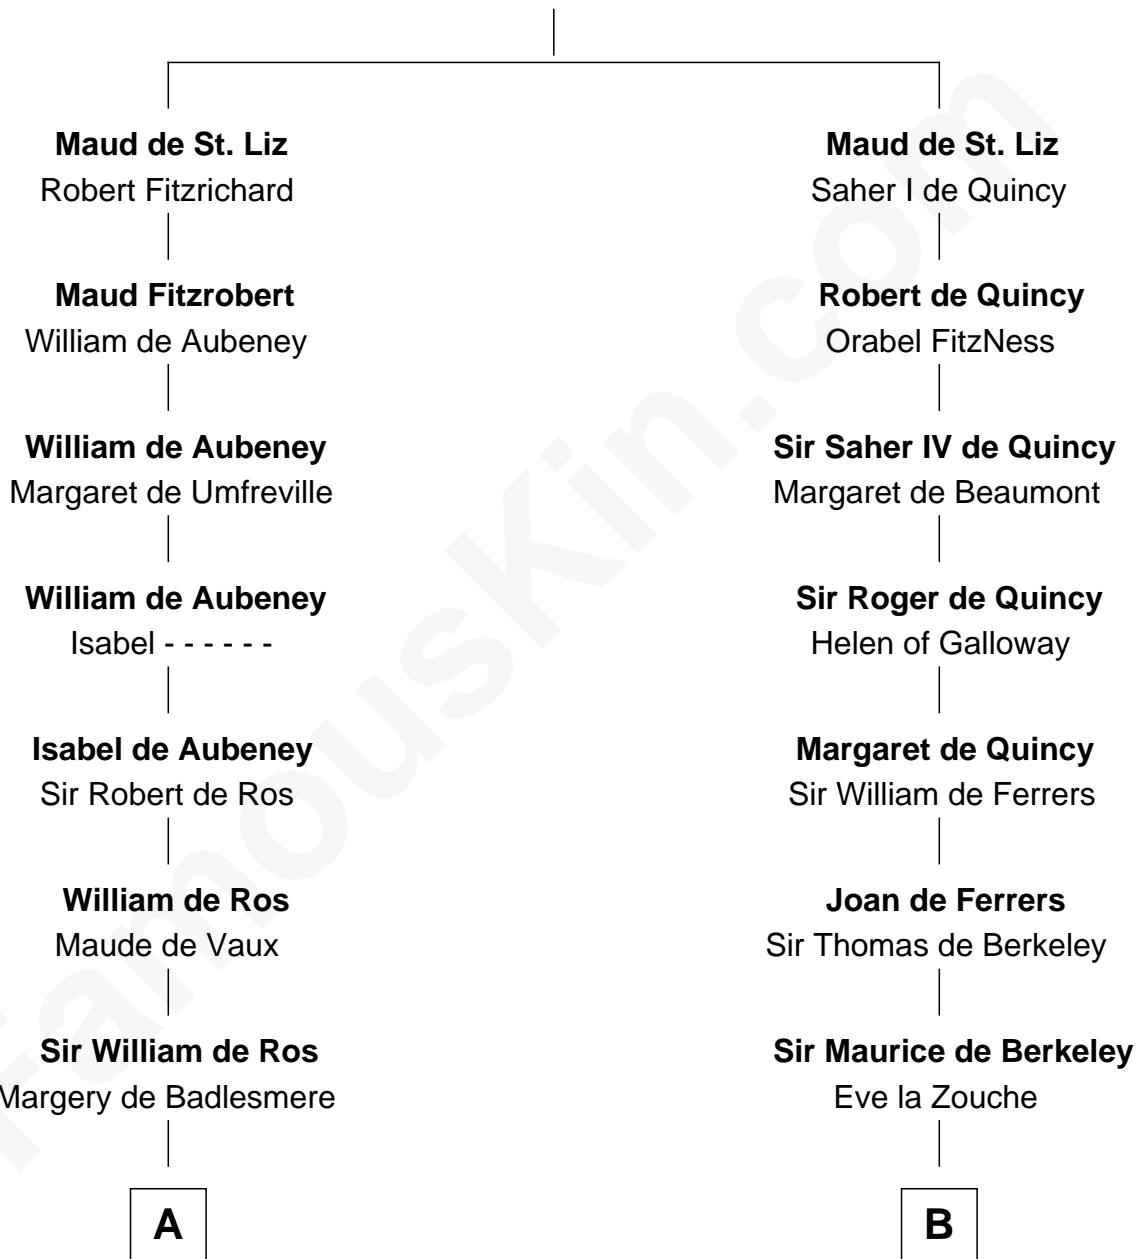 Maud de St. Liz
Robert Fitzrichard
Maud Fitzrobert
William de Aubeney
William de Aubeney
Margaret de Umfreville
William de Aubeney
Isabel - - - - - -
Isabel de Aubeney
Sir Robert de Ros
William de Ros
Maude de Vaux
Sir William de Ros
Margery de Badlesmere
A
Maud de St. Liz
Saher I de Quincy
Robert de Quincy
Orabel FitzNess
Sir Saher IV de Quincy
Margaret de Beaumont
Sir Roger de Quincy
Helen of Galloway
Margaret de Quincy
Sir William de Ferrers
Joan de Ferrers
Sir Thomas de Berkeley
Sir Maurice de Berkeley
Eve la Zouche
B
FamousKin.com